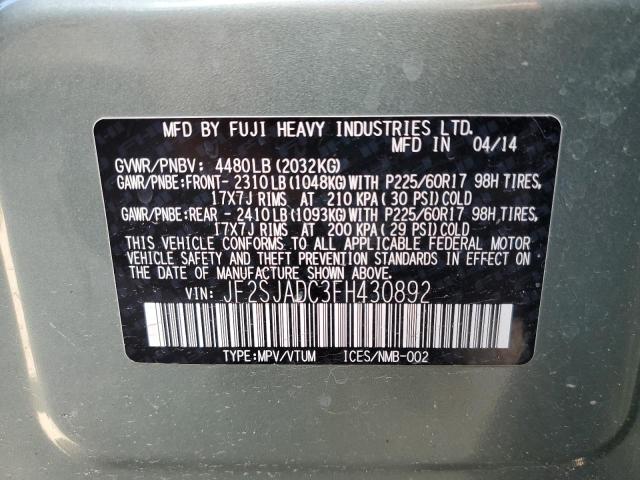 MFD BY FUJI HEAVY INDUSTRIES LTD.
MFD IN 04/14
GVWR/PNBV: 4480LB (2032KG)
GAWR/PNBE:FRONT- 2310LB (1048KG) WITH P225/60R17 98H TIRES,
17X7J RIMS AT 210 KPA ( 30 PSI) COLD
GAWR/PNBE:REAR - 2410LB (1093KG) WITH P225/60R17 98H TIRES,
17X7J RIMS AT 200 KPA ( 29 PSI) COLD
THIS VEHICLE CONFORMS TO ALL APPLICABLE FEDERAL MOTOR
VEHICLE SAFETY AND THEFT PREVENTION STANDARDS IN EFFECT
ON THE DATE OF MANUFACTURE SHOWN ABOVE.
VIN: JF2SJADC3FH430892
TYPE:MPV/VTUM ICES/NMB-002